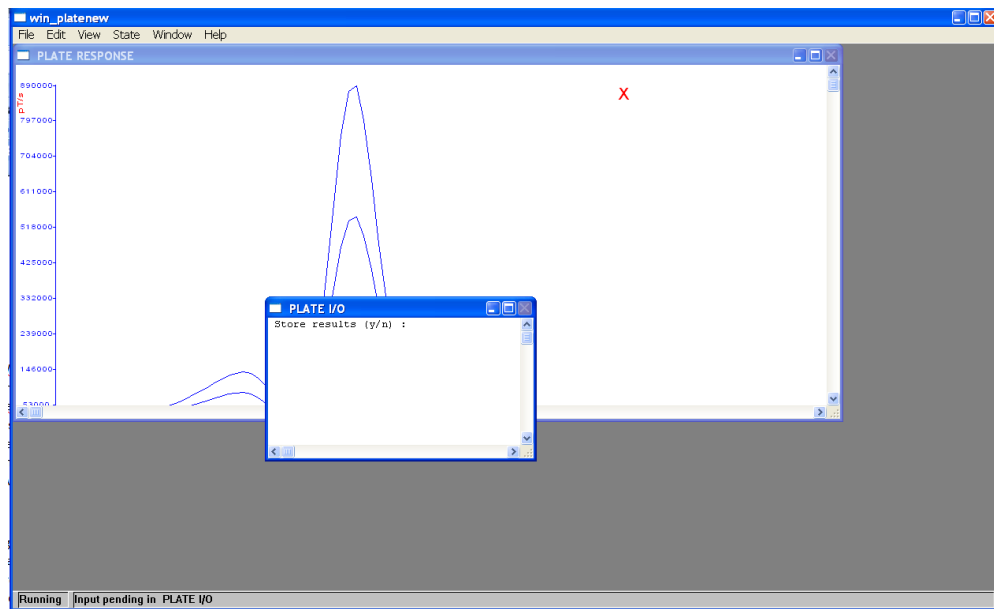 win_platenew
File Edit View State Window Help
PLATE RESPONSE
890000
pT/s
797000
704000
611000
518000
425000
332000
239000
146000
53000
X
PLATE I/O
Store results (y/n) :
Running Input pending in PLATE I/O